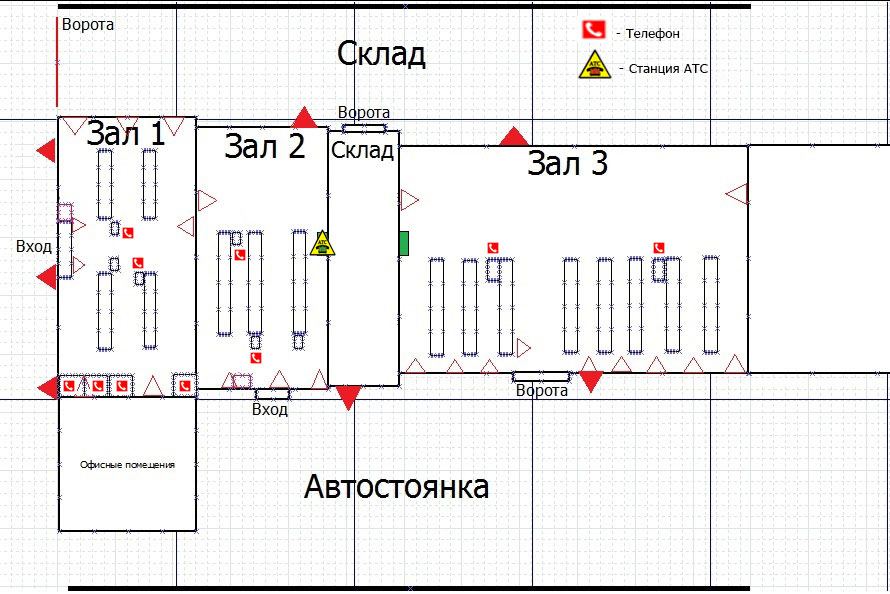 Ворота
- Телефон
Склад
АТС
- Станция АТС
Ворота
Зал 1
Зал 2
Склад
Зал 3
АТС
Вход
Ворота
Вход
Офисные помещения
Автостоянка